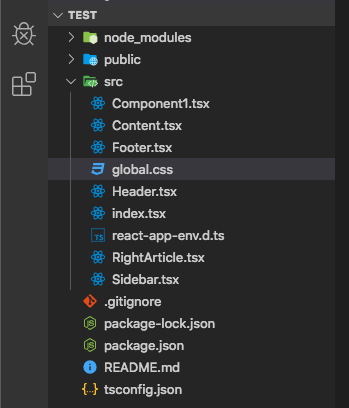 TEST
node_modules
public
src
Component1.tsx
Content.tsx
Footer.tsx
global.css
Header.tsx
index.tsx
TS react-app-env.d.ts
RightArticle.tsx
Sidebar.tsx
.gitignore
package-lock.json
package.json
README.md
tsconfig.json